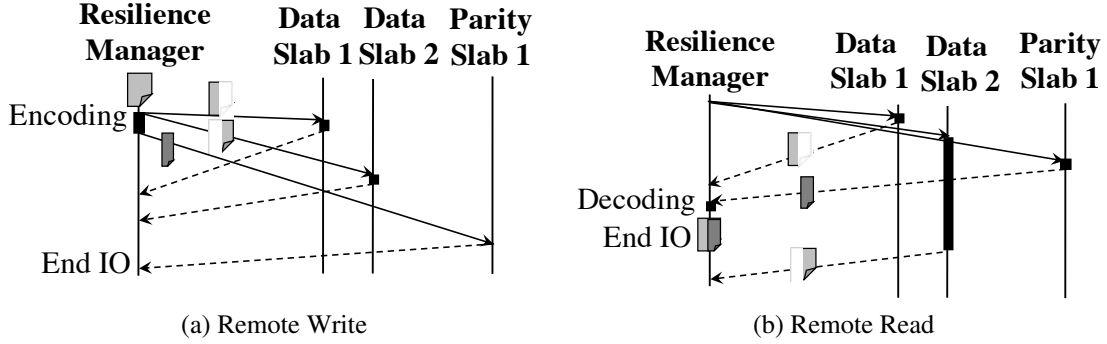 Resilience Manager
Data Slab 1
Data Slab 2
Parity Slab 1
Encoding
End IO
(a) Remote Write
Resilience Manager
Data Slab 1
Data Slab 2
Parity Slab 1
Decoding
End IO
(b) Remote Read